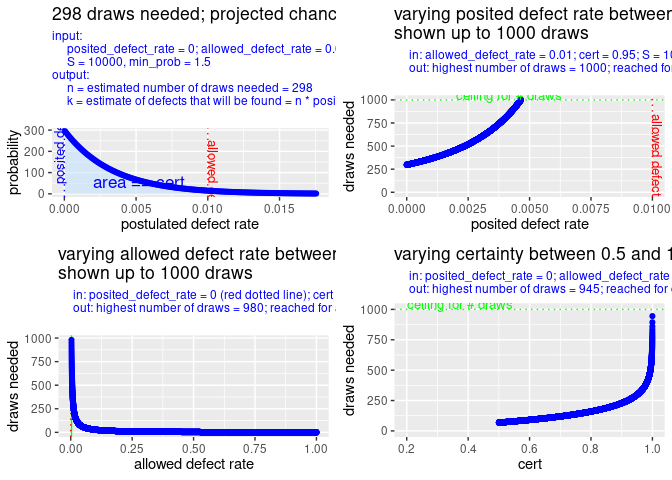 298 draws needed; projected chanc
input:
posited_defect_rate = 0; allowed_defect_rate = 0.0
S = 10000, min_prob = 1.5
output:
n = estimated number of draws needed = 298
k = estimate of defects that will be found = n * posi
probability
300
200
100
0
posited d
area == cert
allowed
0.000
0.005
0.010
0.015
postulated defect rate
varying posited defect rate between
shown up to 1000 draws
in: allowed_defect_rate = 0.01; cert = 0.95; S = 10
out: highest number of draws = 1000; reached for
draws needed
1000
750
500
250
0
ceiling for # draws
allowed defect
0.0000
0.0025
0.0050
0.0075
0.0100
posited defect rate
varying allowed defect rate between
shown up to 1000 draws
in: posited_defect_rate = 0 (red dotted line); cert
out: highest number of draws = 980; reached for
draws needed
1000
750
500
250
0
0.00
0.25
0.50
0.75
1.00
allowed defect rate
varying certainty between 0.5 and 1
in: posited_defect_rate = 0; allowed_defect_rate
out: highest number of draws = 945; reached for
draws needed
1000
750
500
250
0
ceiling for # draws
0.2
0.4
0.6
0.8
1.0
cert